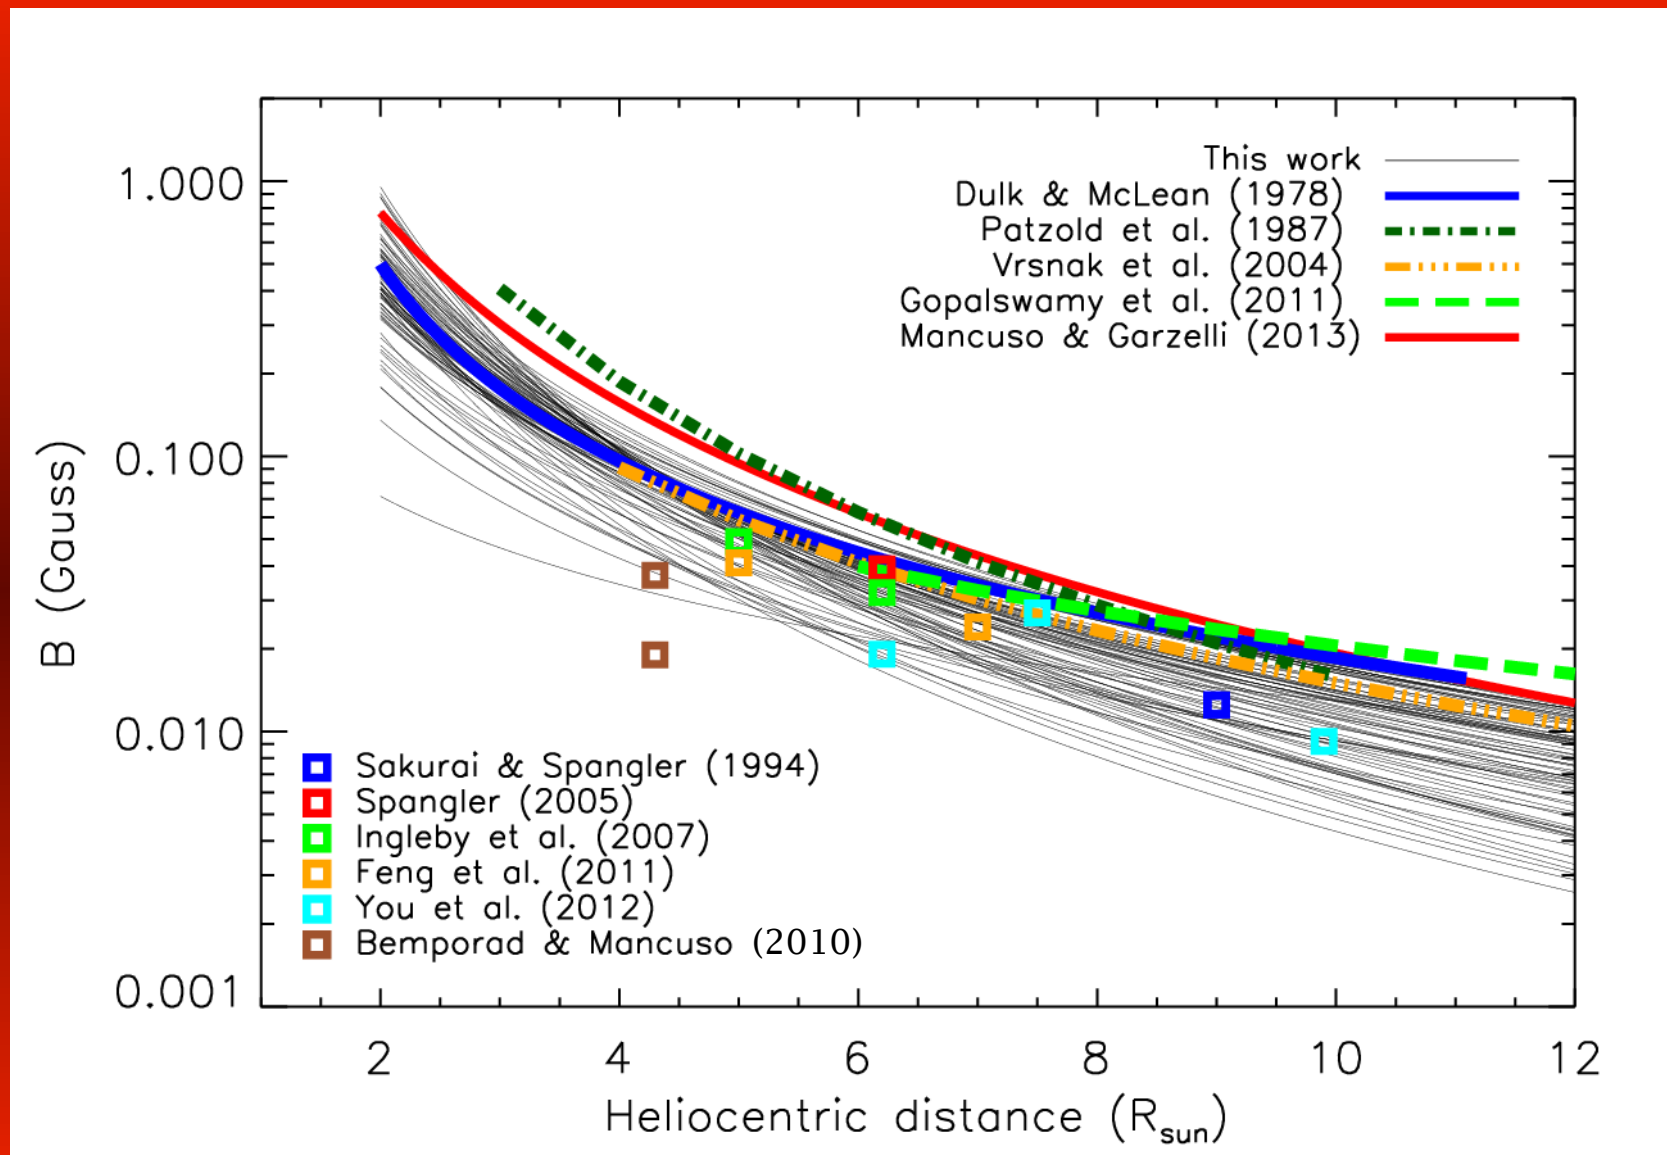 This work
Dulk & McLean (1978)
Patzold et al. (1987)
Vrsnak et al. (2004)
Gopalswamy et al. (2011)
Mancuso & Garzelli (2013)
1.000
0.100
0.010
0.001
B (Gauss)
Sakurai & Spangler (1994)
Spangler (2005)
Ingleby et al. (2007)
Feng et al. (2011)
You et al. (2012)
Bemporad & Mancuso (2010)
2 4 6 8 10 12
Heliocentric distance (Rsun)